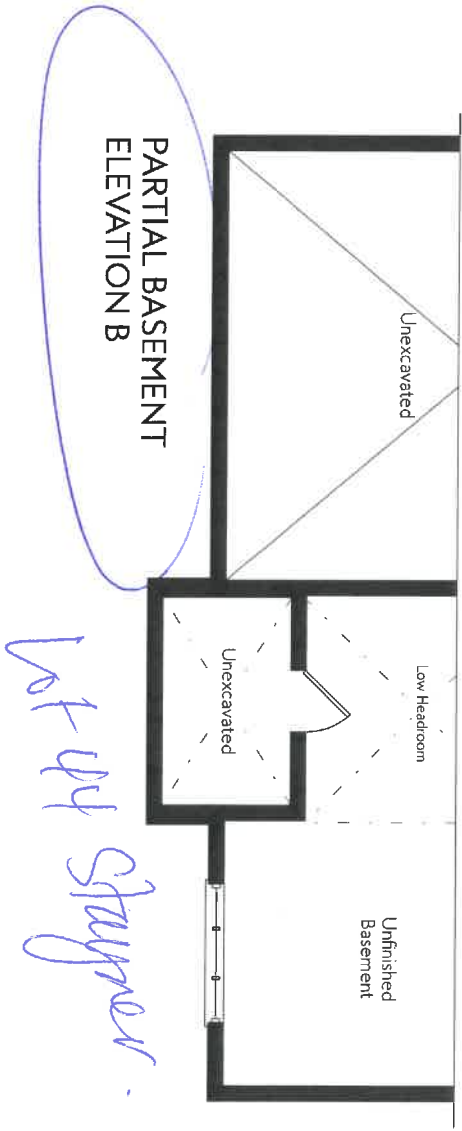 Unexcavated
Low Headroom
Unfinished
Basement
Unexcavated
PARTIAL BASEMENT
ELEVATION B
Lot 44 Stayner.